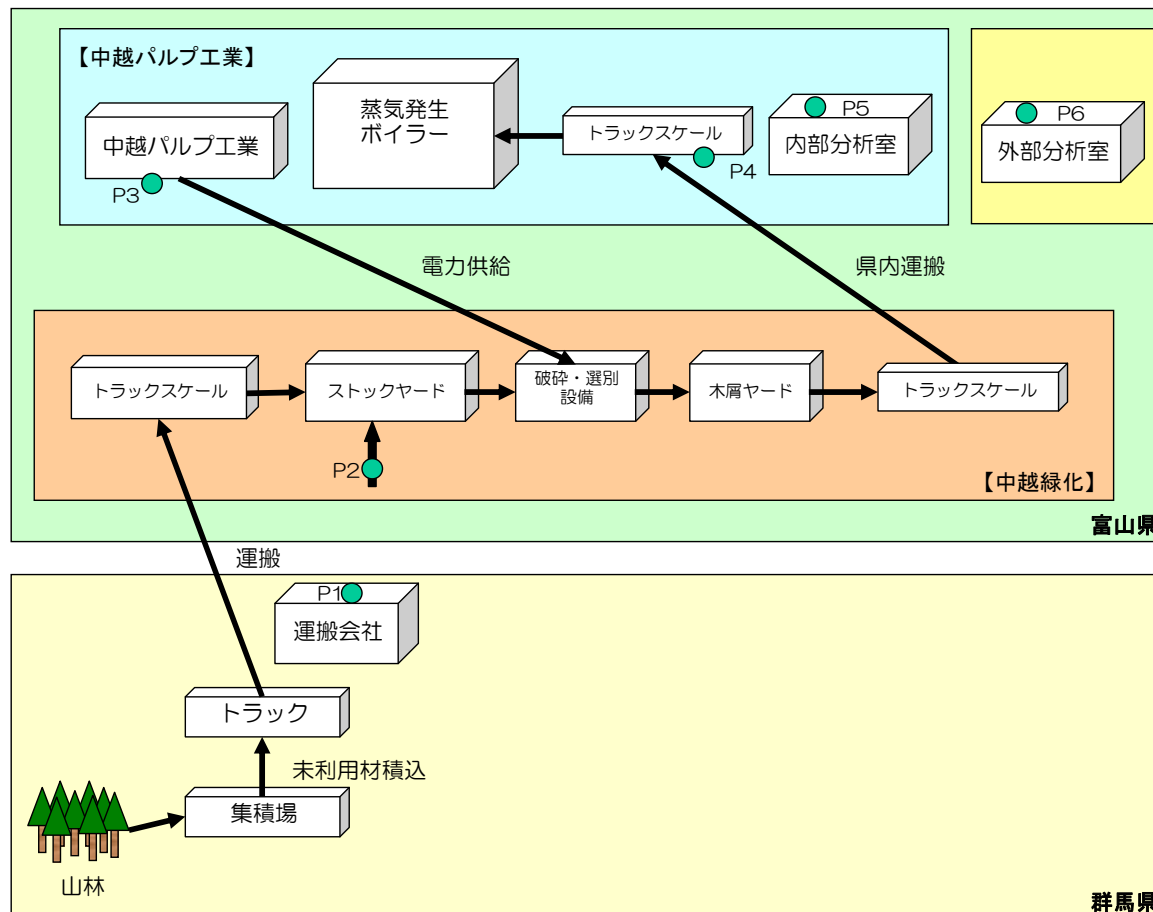 【中越パルプ工業】
中越パルプ工業
P3
蒸気発生
ボイラー
トラックスケール
P4
P5
内部分析室
P6
外部分析室
電力供給
県内運搬
トラックスケール
ストックヤード
破砕・選別
設備
木屑ヤード
トラックスケール
P2
【中越緑化】
富山県
運搬
P1
運搬会社
トラック
未利用材積込
集積場
山林
群馬県